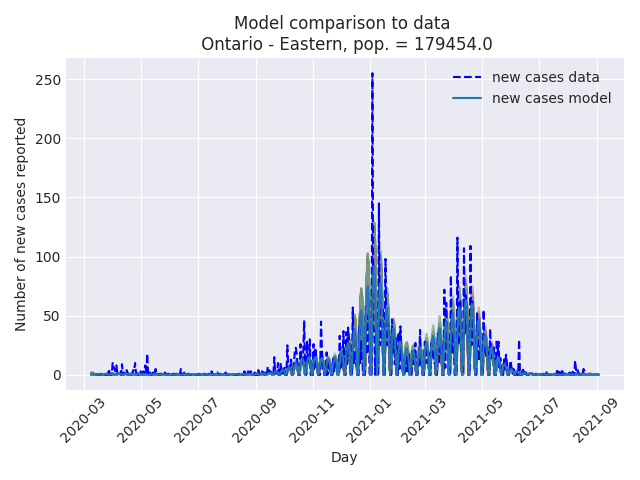 Model comparison to data
Ontario - Eastern, pop. = 179454.0
new cases data
new cases model
Number of new cases reported
250
200
150
100
50
0
2020-03
2020-05
2020-07
2020-09
2020-11
2021-01
2021-03
2021-05
2021-07
2021-09
Day